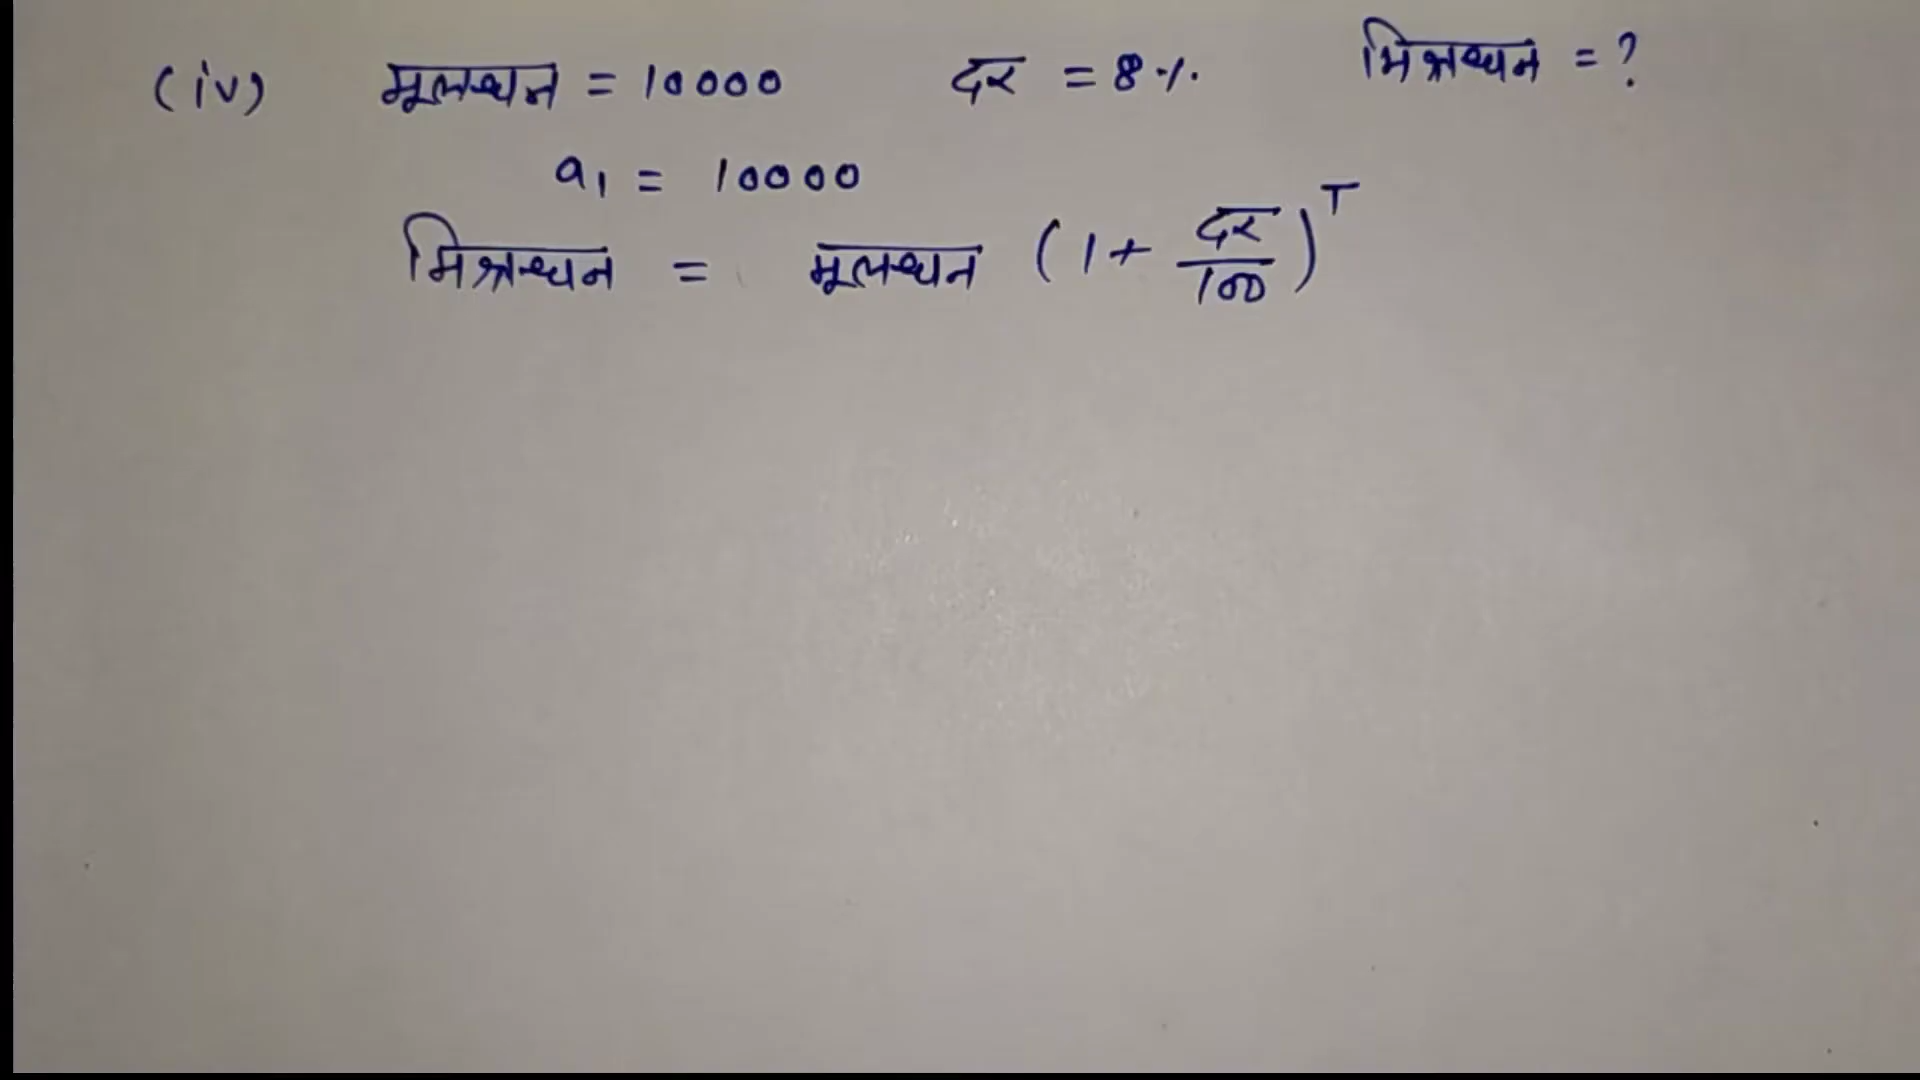 (iv) मूलधन = 10000 दर = 8% मिश्रधन = ?
a₁ = 10000
मिश्रधन = मूलधन (1 + दर/100)ᵀ